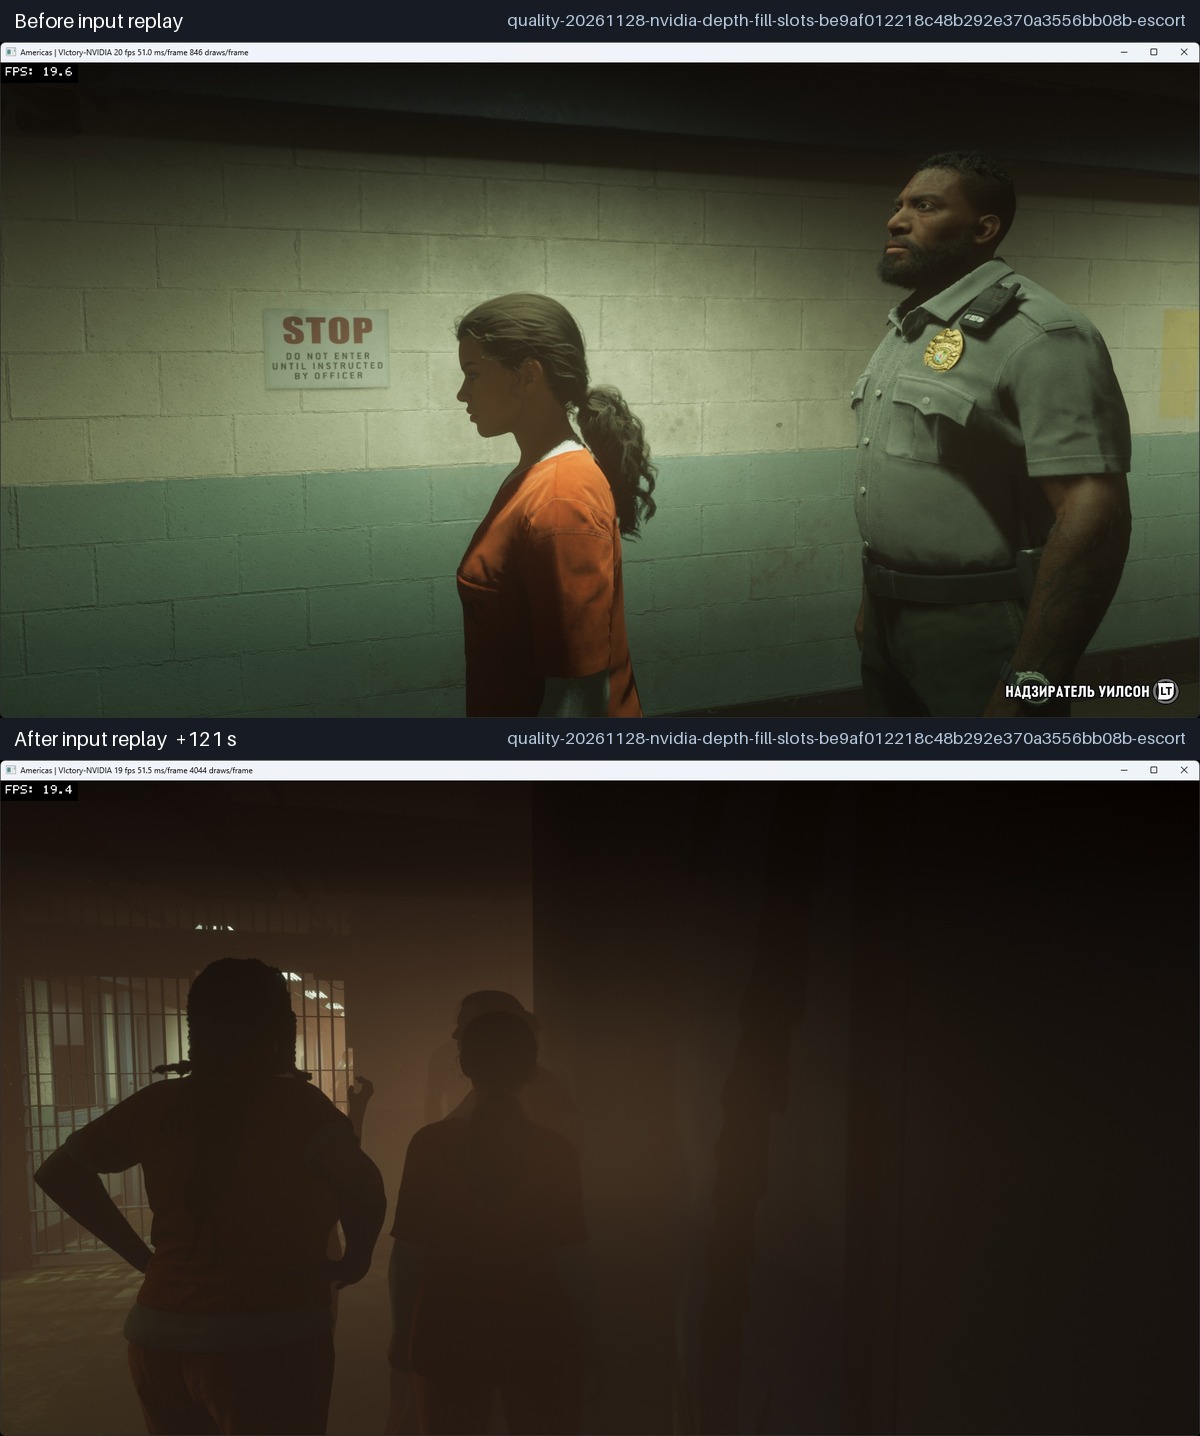 Before input replay
quality-20261128-nvidia-depth-fill-slots-be9af012218c48b292e370a3556bb08b-escort
Americas | VIctory-NVIDIA 20 fps 51.0 ms/frame 846 draws/frame
FPS: 19.6
STOP
DO NOT ENTER
UNTIL INSTRUCTED
BY OFFICER
НАДЗИРАТЕЛЬ УИЛСОН LT
After input replay +121 s
quality-20261128-nvidia-depth-fill-slots-be9af012218c48b292e370a3556bb08b-escort
Americas | VIctory-NVIDIA 19 fps 51.5 ms/frame 4044 draws/frame
FPS: 19.4